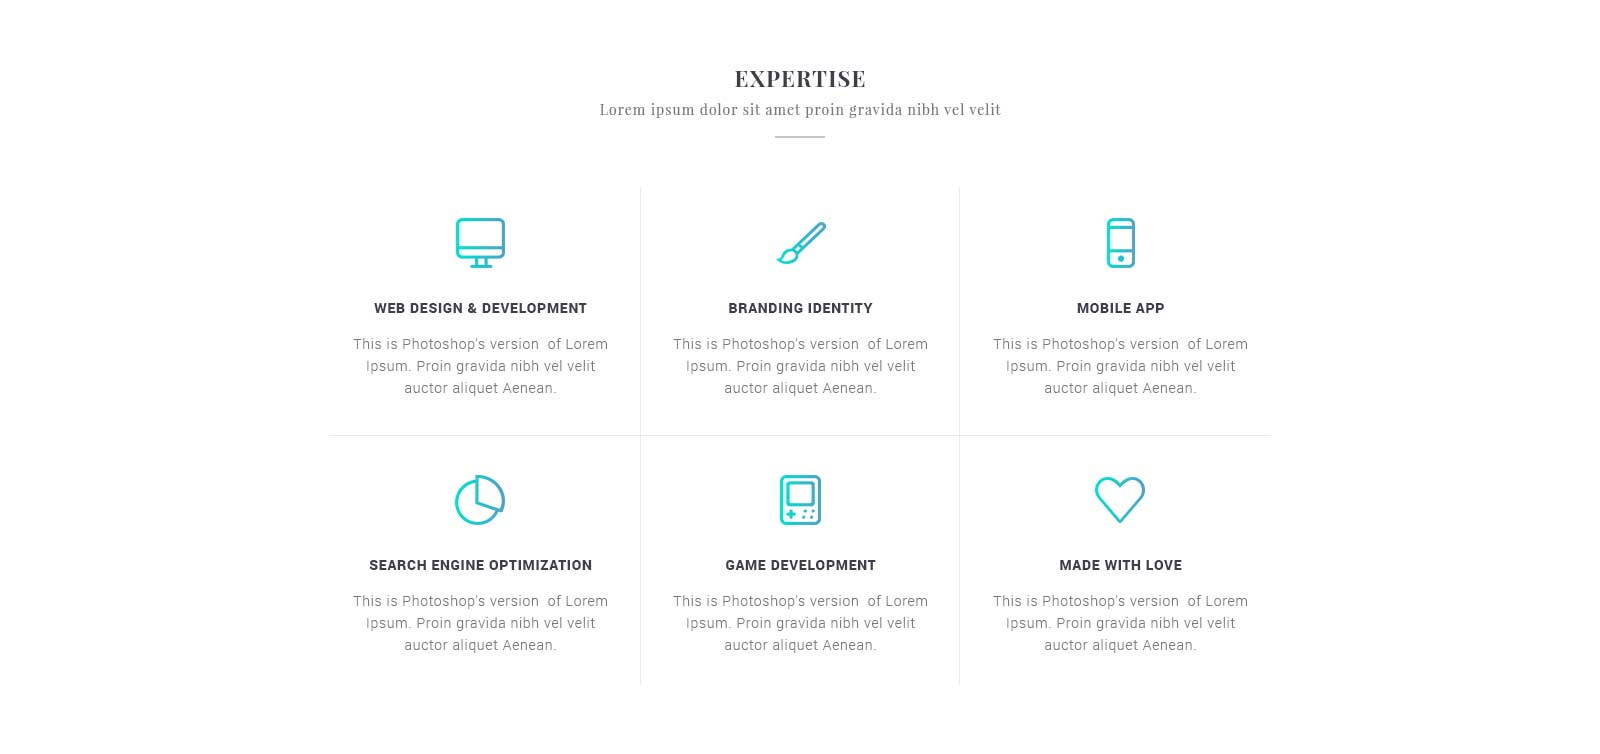 EXPERTISE
Lorem ipsum dolor sit amet proin gravida nibh vel velit
WEB DESIGN & DEVELOPMENT
This is Photoshop's version  of Lorem
Ipsum. Proin gravida nibh vel velit
auctor aliquet Aenean.
BRANDING IDENTITY
This is Photoshop's version  of Lorem
Ipsum. Proin gravida nibh vel velit
auctor aliquet Aenean.
MOBILE APP
This is Photoshop's version  of Lorem
Ipsum. Proin gravida nibh vel velit
auctor aliquet Aenean.
SEARCH ENGINE OPTIMIZATION
This is Photoshop's version  of Lorem
Ipsum. Proin gravida nibh vel velit
auctor aliquet Aenean.
GAME DEVELOPMENT
This is Photoshop's version  of Lorem
Ipsum. Proin gravida nibh vel velit
auctor aliquet Aenean.
MADE WITH LOVE
This is Photoshop's version  of Lorem
Ipsum. Proin gravida nibh vel velit
auctor aliquet Aenean.